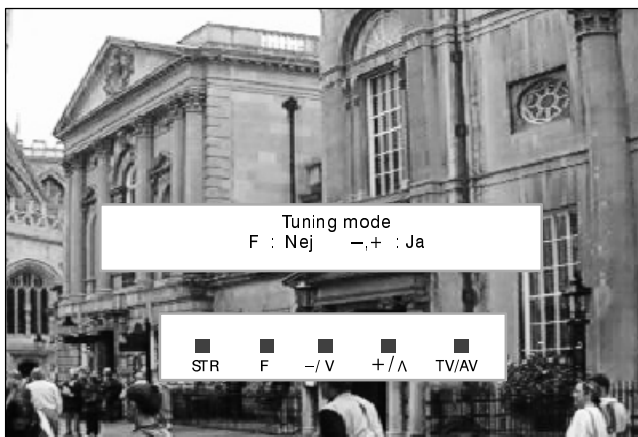 Tuning mode
F : Nej −,+ : Ja
STR F −/V +/Λ TV/AV